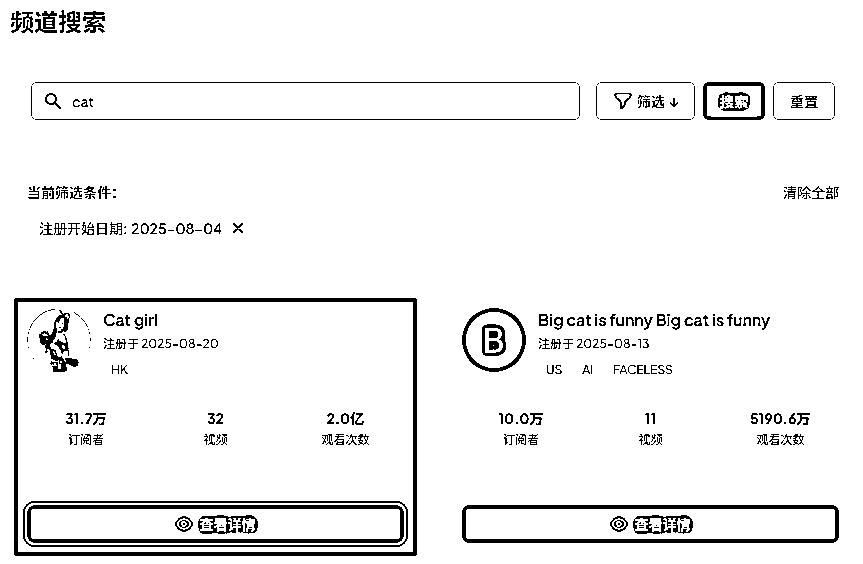 频道搜索
cat
筛选 ↓
搜索
重置
当前筛选条件:
清除全部
注册开始日期: 2025-08-04 ×
Cat girl
注册于 2025-08-20
HK
31.7万 32 2.0亿
订阅者 视频 观看次数
查看详情
B
Big cat is funny Big cat is funny
注册于 2025-08-13
US AI FACELESS
10.0万 11 5190.6万
订阅者 视频 观看次数
查看详情